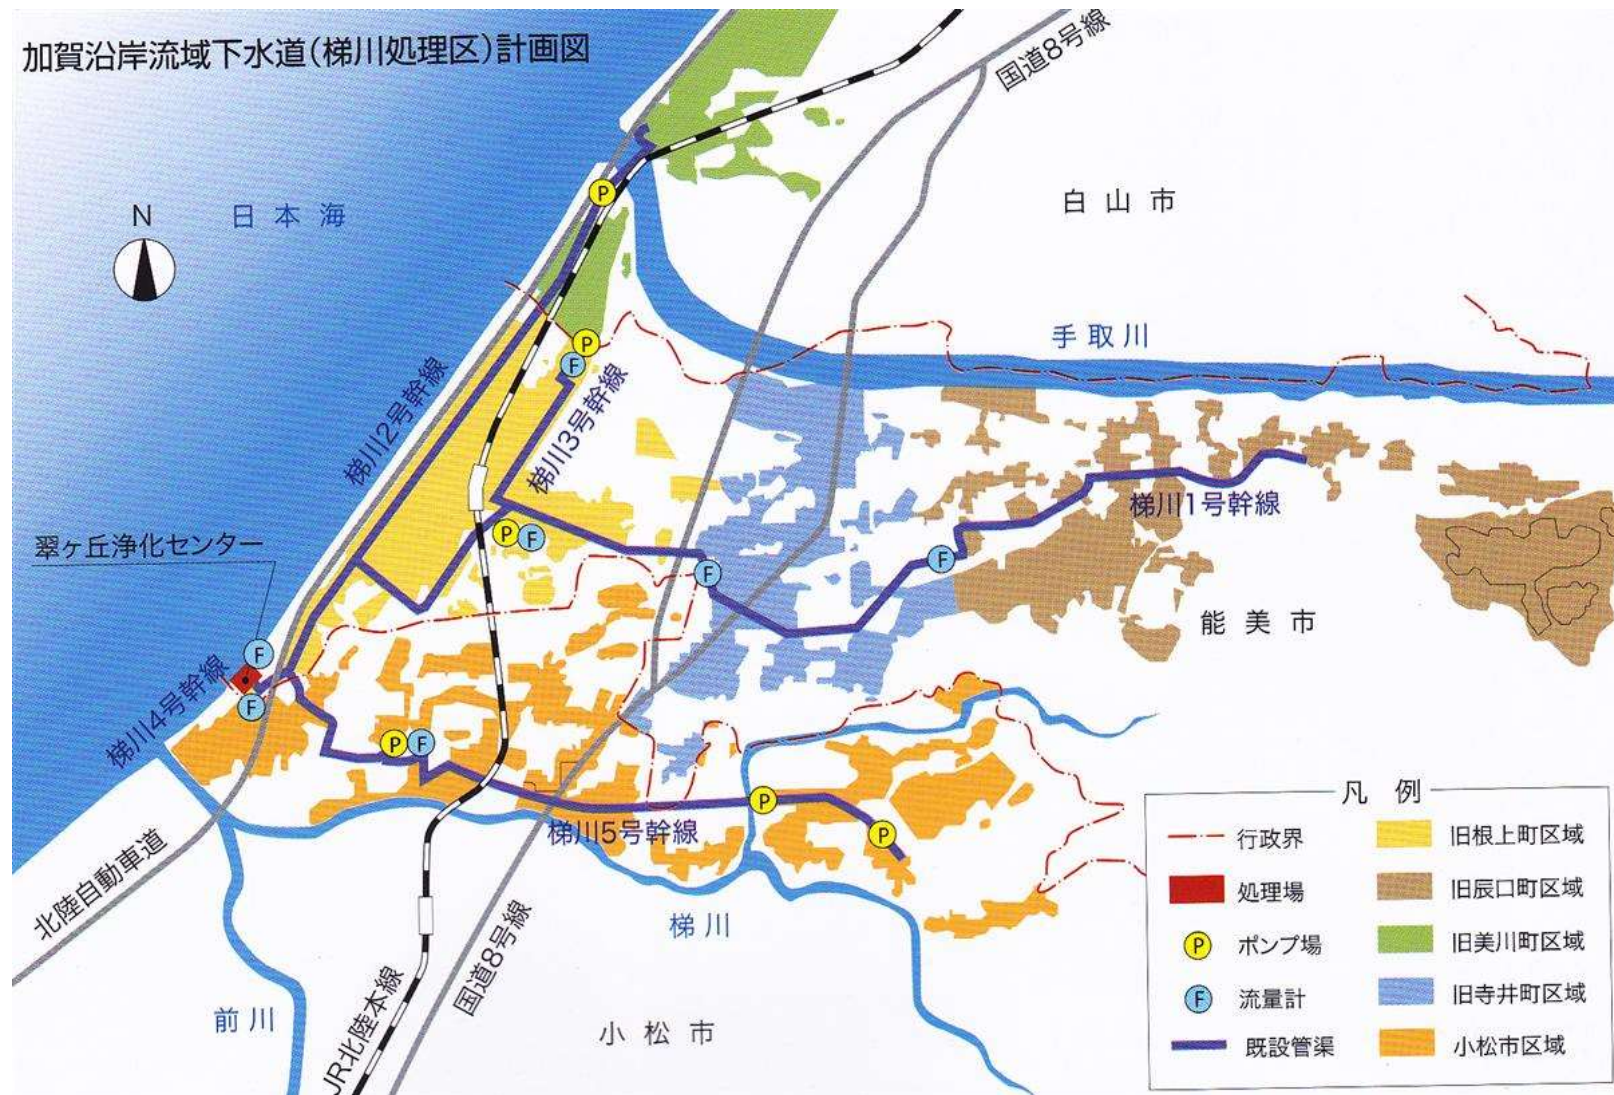 加賀沿岸流域下水道(梯川処理区)計画図
国道8号線
N
日本海
白山市
P
手取川
P
F
梯川2号幹線
梯川3号幹線
梯川1号幹線
翠ヶ丘浄化センター
P
F
F
F
能美市
F
F
梯川4号幹線
P
F
P
P
梯川5号幹線
北陸自動車道
梯川
前川
JR北陸本線
国道8号線
小松市
凡例
行政界
処理場
P
ポンプ場
F
流量計
既設管渠
旧根上町区域
旧辰口町区域
旧美川町区域
旧寺井町区域
小松市区域